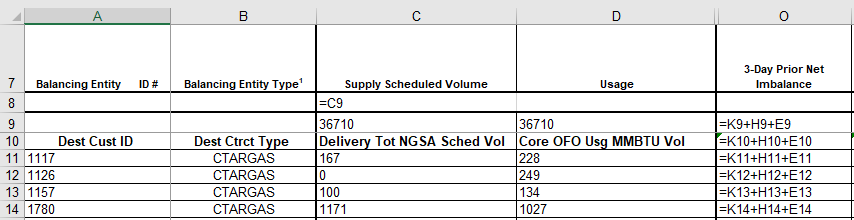 A B C D O
7 Balancing Entity ID # Balancing Entity Type¹ Supply Scheduled Volume Usage 3-Day Prior Net
Imbalance
8 =C9
9 36710 36710 =K9+H9+E9
10 Dest Cust ID Dest Ctrct Type Delivery Tot NGSA Sched Vol Core OFO Usg MMBTU Vol =K10+H10+E10
11 1117 CTARGAS 167 228 =K11+H11+E11
12 1126 CTARGAS 0 249 =K12+H12+E12
13 1157 CTARGAS 100 134 =K13+H13+E13
14 1780 CTARGAS 1171 1027 =K14+H14+E14